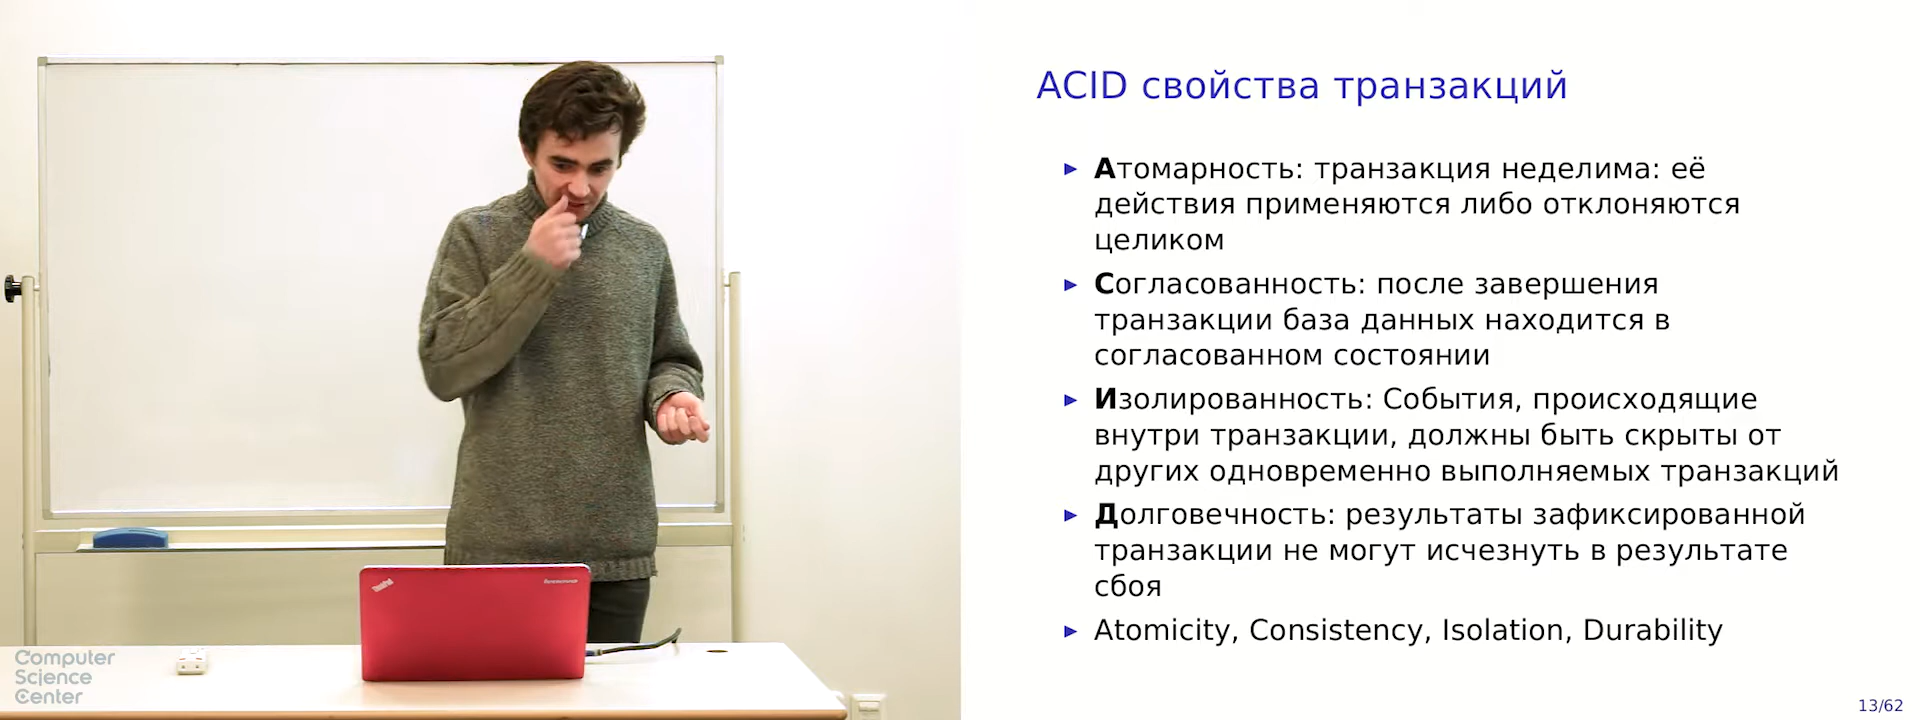 ACID свойства транзакций
▸ Атомарность: транзакция неделима: её
действия применяются либо отклоняются
целиком
▸ Согласованность: после завершения
транзакции база данных находится в
согласованном состоянии
▸ Изолированность: События, происходящие
внутри транзакции, должны быть скрыты от
других одновременно выполняемых транзакций
▸ Долговечность: результаты зафиксированной
транзакции не могут исчезнуть в результате
сбоя
▸ Atomicity, Consistency, Isolation, Durability
13/62
Computer
Science
Center